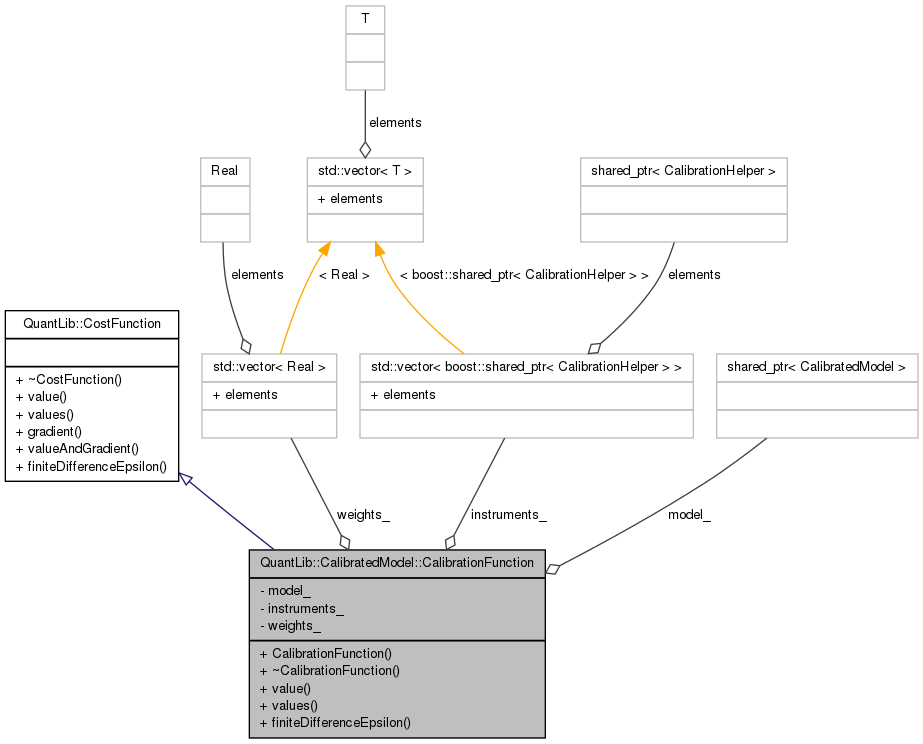 T
elements
Real
std::vector< T >
+ elements
shared_ptr< CalibrationHelper >
elements
< Real >
< boost::shared_ptr< CalibrationHelper > >
elements
QuantLib::CostFunction
+ ~CostFunction()
+ value()
+ values()
+ gradient()
+ valueAndGradient()
+ finiteDifferenceEpsilon()
std::vector< Real >
+ elements
std::vector< boost::shared_ptr< CalibrationHelper > >
+ elements
shared_ptr< CalibratedModel >
weights_
instruments_
model_
QuantLib::CalibratedModel::CalibrationFunction
- model_
- instruments_
- weights_
+ CalibrationFunction()
+ ~CalibrationFunction()
+ value()
+ values()
+ finiteDifferenceEpsilon()